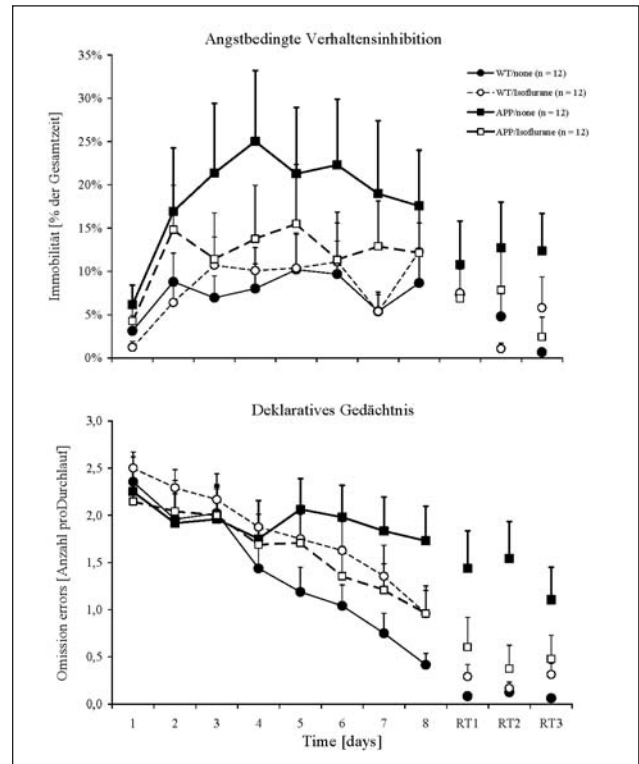 Angstbedingte Verhaltensinhibition
35%
30%
25%
20%
15%
10%
5%
0%
Immobilität [% der Gesamtzeit]
WT/none (n = 12)
WT/Isoflurane (n = 12)
APP/none (n = 12)
APP/Isoflurane (n = 12)
Deklaratives Gedächtnis
3,0
2,5
2,0
1,5
1,0
0,5
0,0
Omission errors [Anzahl proDurchlauf]
1 2 3 4 5 6 7 8 RT1 RT2 RT3
Time [days]